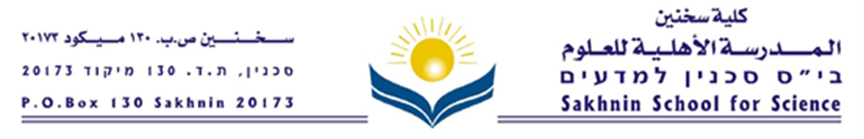 كلية سخنين
المدرسة الأهلية للعلوم
בי"ס סכנין למדעים
Sakhnin School for Science
سخنين ص.ب. ١٣٠ ميكود ٢٠١٧٣
סכנין, ת.ד. 130 מיקוד 20173
P.O.Box 130 Sakhnin 20173